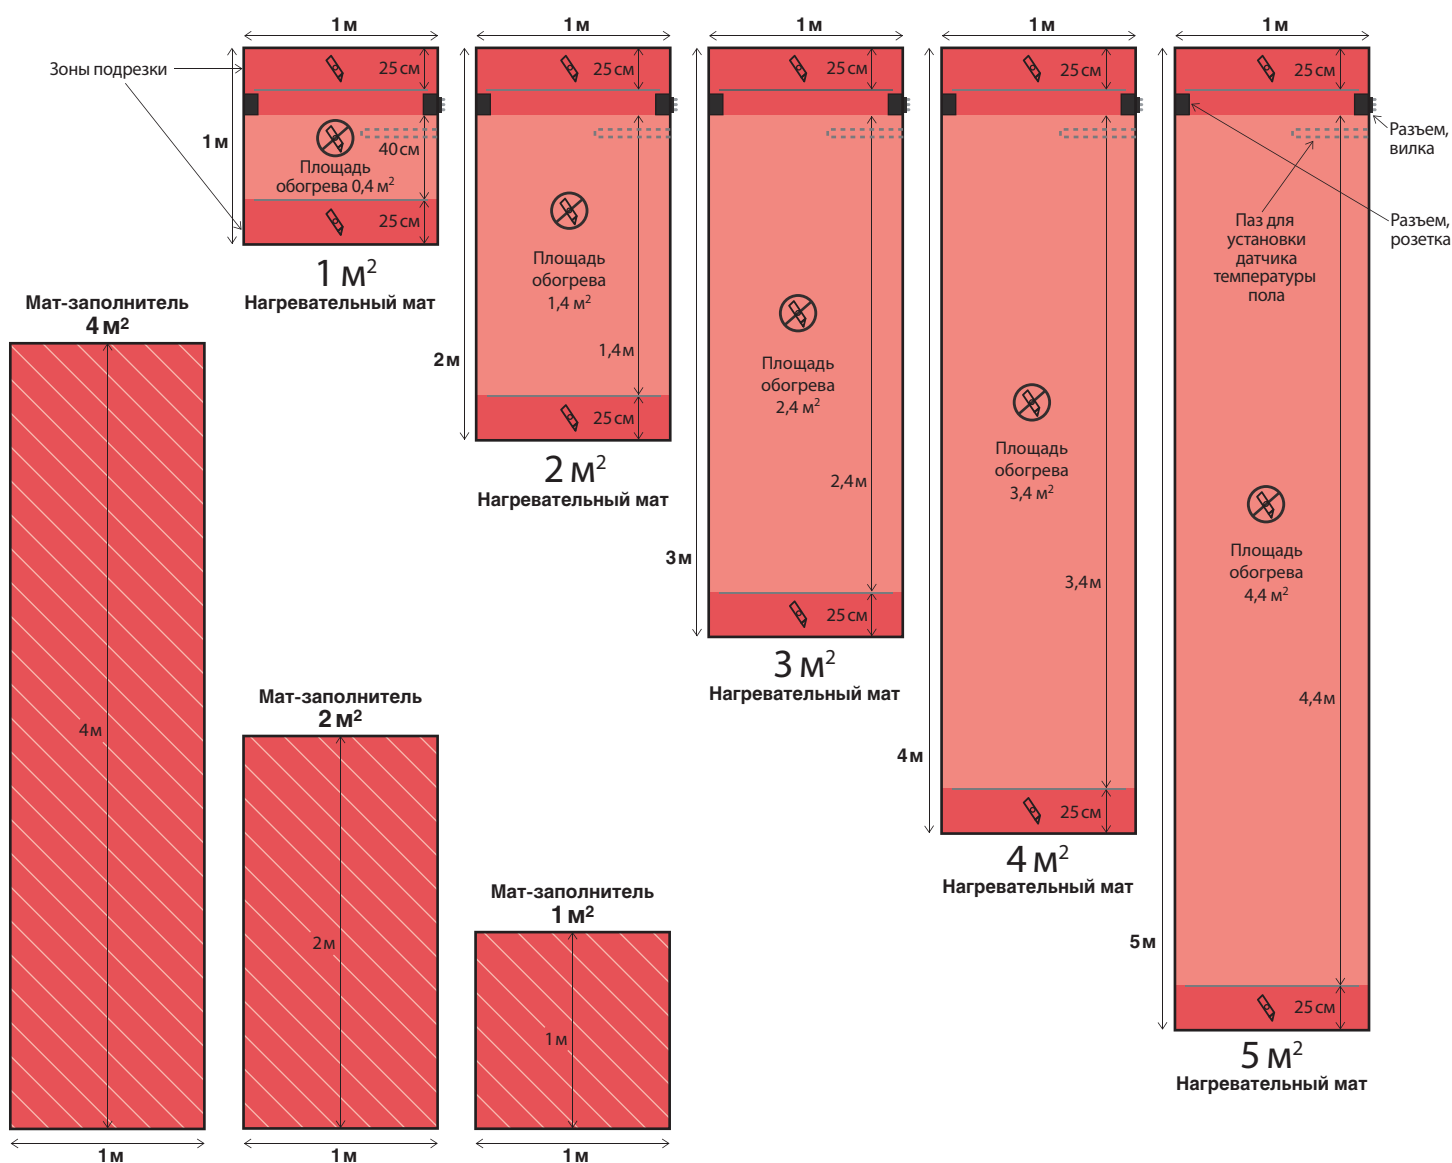 1 м
1 м
1 м
1 м
1 м
Зоны подрезки
25 см
1 м
40 см
Площадь
обогрева 0,4 м²
25 см
1 м²
Нагревательный мат
25 см
2 м
Площадь
обогрева
1,4 м²
1,4 м
25 см
2 м²
Нагревательный мат
25 см
3 м
Площадь
обогрева
2,4 м²
2,4 м
25 см
3 м²
Нагревательный мат
25 см
4 м
Площадь
обогрева
3,4 м²
3,4 м
25 см
4 м²
Нагревательный мат
25 см
5 м
Площадь
обогрева
4,4 м²
4,4 м
25 см
5 м²
Нагревательный мат
Разъем,
вилка
Разъем,
розетка
Паз для
установки
датчика
температуры
пола
Мат-заполнитель
4 м²
4 м
1 м
Мат-заполнитель
2 м²
2 м
1 м
Мат-заполнитель
1 м²
1 м
1 м